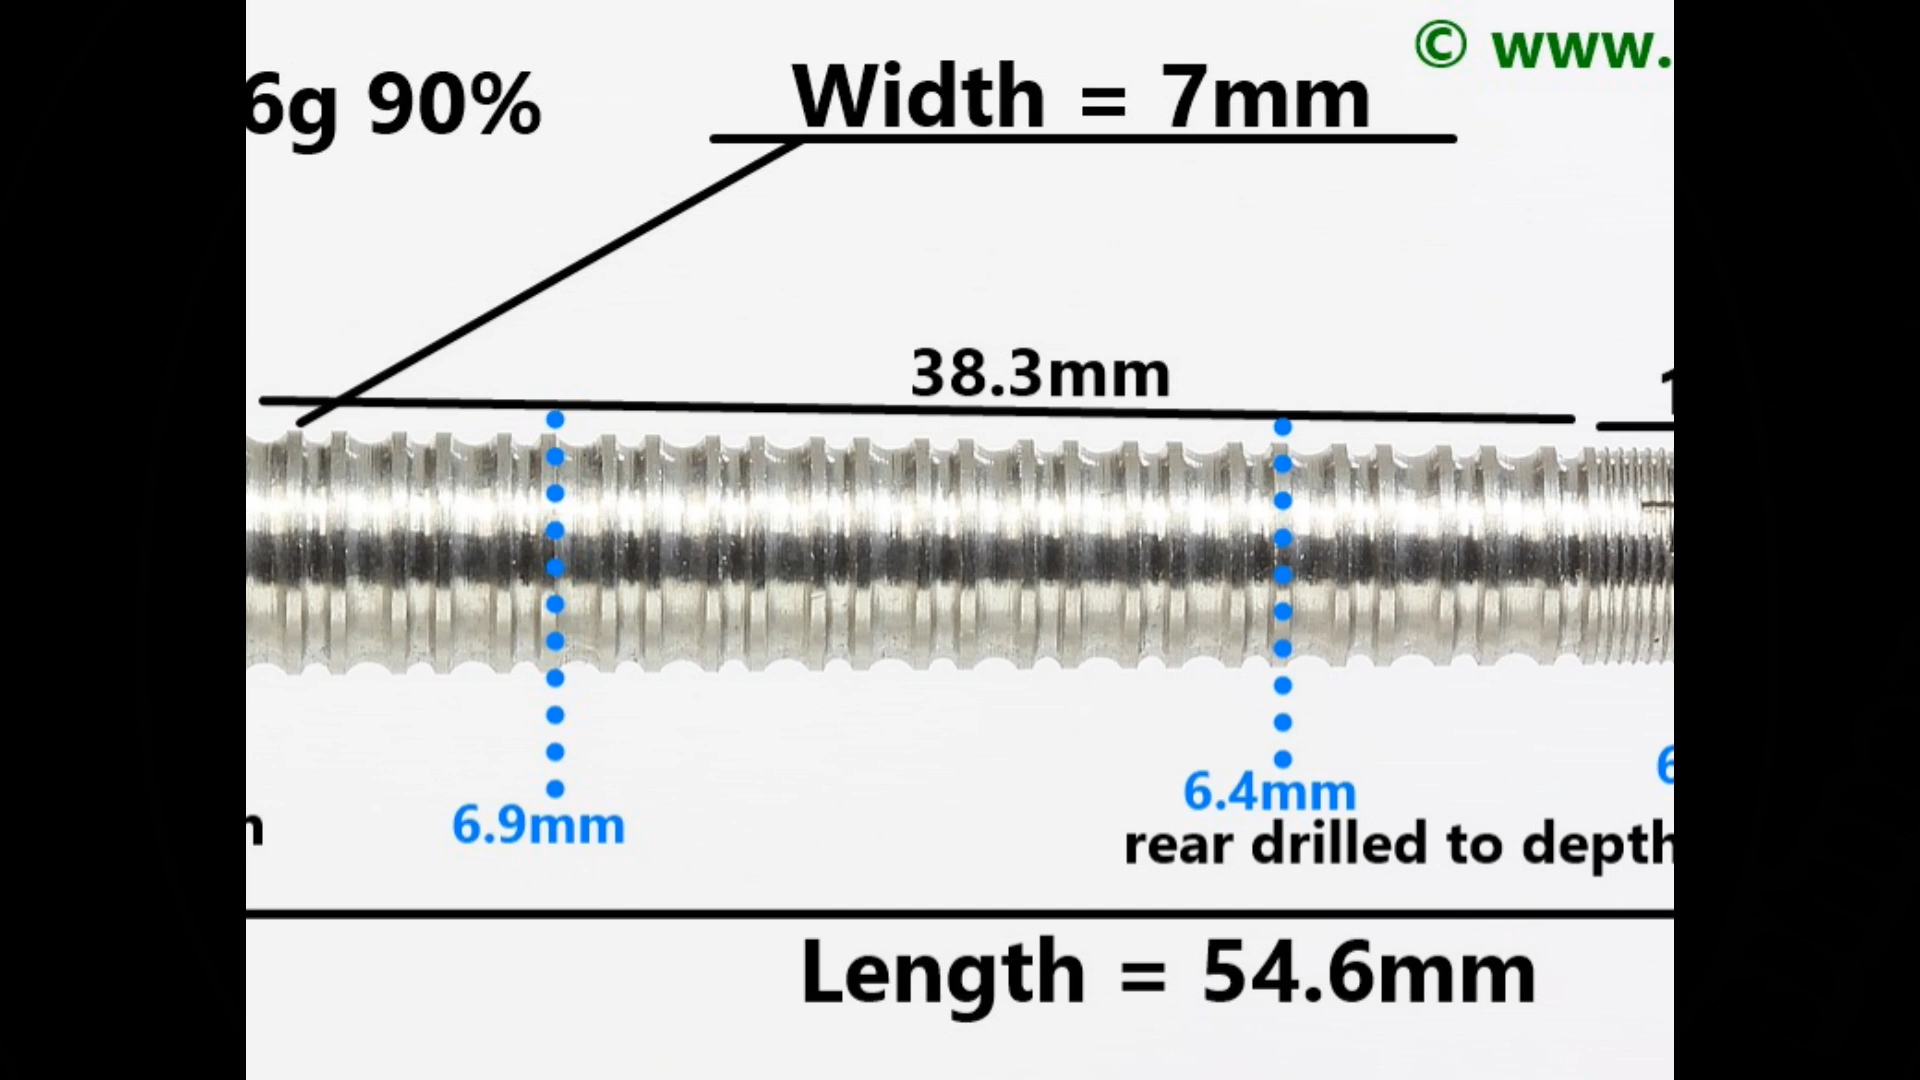 © www.
6g 90%
Width = 7mm
38.3mm
6.9mm
6.4mm
rear drilled to depth
Length = 54.6mm